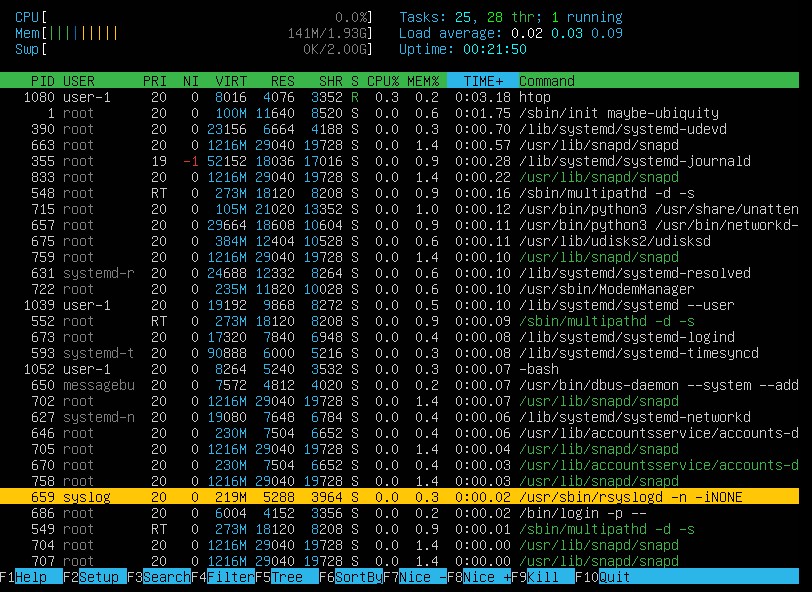 CPU[ 0.0%] Tasks: 25, 28 thr; 1 running
Mem[||||||||| 141M/1.93G] Load average: 0.02 0.03 0.09
Swp[ 0K/2.00G] Uptime: 00:21:50
PID USER PRI NI VIRT RES SHR S CPU% MEM% TIME+ Command
1080 user-1 20 0 8016 4076 3352 R 0.3 0.2 0:03.18 htop
1 root 20 0 100M 11640 8520 S 0.0 0.6 0:01.75 /sbin/init maybe-ubiquity
390 root 20 0 23156 6664 4188 S 0.0 0.3 0:00.70 /lib/systemd/systemd-udevd
663 root 20 0 1216M 29040 19728 S 0.0 1.4 0:00.57 /usr/lib/snapd/snapd
355 root 19 -1 52152 18036 17016 S 0.0 0.9 0:00.28 /lib/systemd/systemd-journald
833 root 20 0 1216M 29040 19728 S 0.0 1.4 0:00.22 /usr/lib/snapd/snapd
548 root RT 0 273M 18120 8208 S 0.0 0.9 0:00.16 /sbin/multipathd -d -s
715 root 20 0 105M 21020 13352 S 0.0 1.0 0:00.12 /usr/bin/python3 /usr/share/unatten
657 root 20 0 29664 18608 10604 S 0.0 0.9 0:00.11 /usr/bin/python3 /usr/bin/networkd-
675 root 20 0 384M 12404 10528 S 0.0 0.6 0:00.11 /usr/lib/udisks2/udisksd
759 root 20 0 1216M 29040 19728 S 0.0 1.4 0:00.10 /usr/lib/snapd/snapd
631 systemd-r 20 0 24688 12332 8264 S 0.0 0.6 0:00.10 /lib/systemd/systemd-resolved
722 root 20 0 235M 11820 10028 S 0.0 0.6 0:00.10 /usr/sbin/ModemManager
1039 user-1 20 0 19192 9868 8272 S 0.0 0.5 0:00.10 /lib/systemd/systemd --user
552 root RT 0 273M 18120 8208 S 0.0 0.9 0:00.09 /sbin/multipathd -d -s
673 root 20 0 17320 7840 6948 S 0.0 0.4 0:00.08 /lib/systemd/systemd-logind
593 systemd-t 20 0 90888 6000 5216 S 0.0 0.3 0:00.08 /lib/systemd/systemd-timesyncd
1052 user-1 20 0 8264 5240 3532 S 0.0 0.3 0:00.07 -bash
650 messagebu 20 0 7572 4812 4020 S 0.0 0.2 0:00.07 /usr/bin/dbus-daemon --system --add
702 root 20 0 1216M 29040 19728 S 0.0 1.4 0:00.07 /usr/lib/snapd/snapd
627 systemd-n 20 0 19080 7648 6784 S 0.0 0.4 0:00.06 /lib/systemd/systemd-networkd
646 root 20 0 230M 7504 6652 S 0.0 0.4 0:00.06 /usr/lib/accountsservice/accounts-d
705 root 20 0 1216M 29040 19728 S 0.0 1.4 0:00.04 /usr/lib/snapd/snapd
670 root 20 0 230M 7504 6652 S 0.0 0.4 0:00.03 /usr/lib/accountsservice/accounts-d
758 root 20 0 1216M 29040 19728 S 0.0 1.4 0:00.03 /usr/lib/snapd/snapd
659 syslog 20 0 219M 5288 3964 S 0.0 0.3 0:00.02 /usr/sbin/rsyslogd -n -iNONE
686 root 20 0 6004 4152 3356 S 0.0 0.2 0:00.02 /bin/login -p --
549 root RT 0 273M 18120 8208 S 0.0 0.9 0:00.01 /sbin/multipathd -d -s
704 root 20 0 1216M 29040 19728 S 0.0 1.4 0:00.00 /usr/lib/snapd/snapd
707 root 20 0 1216M 29040 19728 S 0.0 1.4 0:00.00 /usr/lib/snapd/snapd
F1Help F2Setup F3SearchF4FilterF5Tree F6SortByF7Nice -F8Nice +F9Kill F10Quit